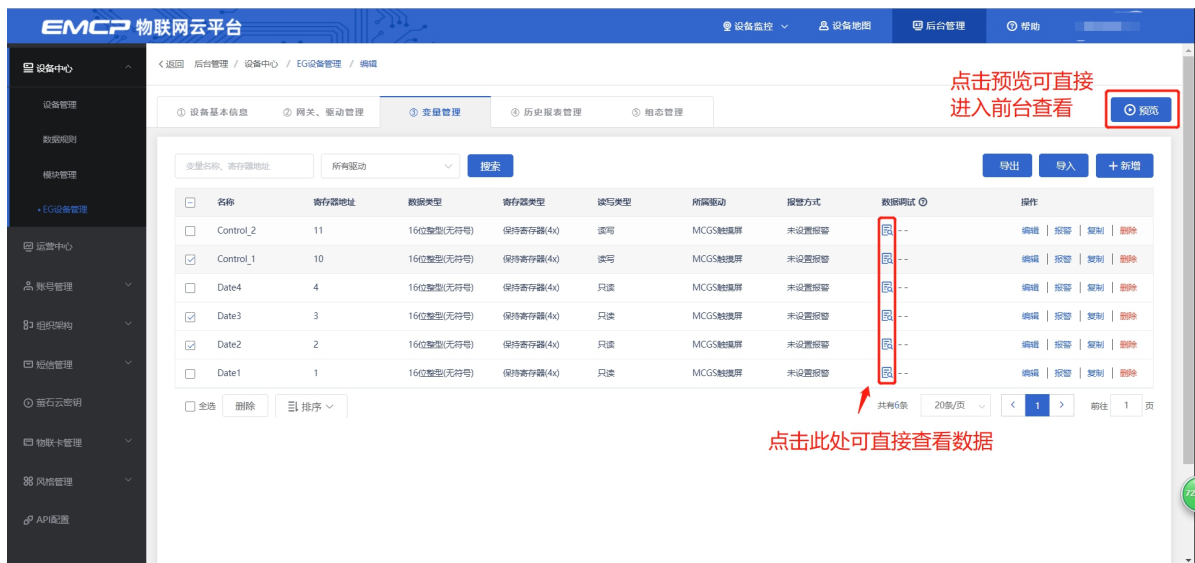 EMCP 物联网云平台
设备监控
设备地图
后台管理
帮助
设备中心
设备管理
数据规则
模块管理
•EG设备管理
运营中心
账号管理
组织架构
短信管理
萤石云密钥
物联卡管理
风格管理
API配置
<返回 后台管理 / 设备中心 / EG设备管理 / 编辑
点击预览可直接
进入前台查看
① 设备基本信息 ② 网关、驱动管理 ③ 变量管理 ④ 历史报表管理 ⑤ 组态管理
预览
变量名称、寄存器地址 所有驱动 搜索 导出 导入 +新增
名称 寄存器地址 数据类型 寄存器类型 读写类型 所属驱动 报警方式 数据调试 操作
Control_2 11 16位整型(无符号) 保持寄存器(4x) 读写 MCGS触摸屏 未设置报警 -- 编辑 | 报警 | 复制 | 删除
Control_1 10 16位整型(无符号) 保持寄存器(4x) 读写 MCGS触摸屏 未设置报警 -- 编辑 | 报警 | 复制 | 删除
Date4 4 16位整型(无符号) 保持寄存器(4x) 只读 MCGS触摸屏 未设置报警 -- 编辑 | 报警 | 复制 | 删除
Date3 3 16位整型(无符号) 保持寄存器(4x) 只读 MCGS触摸屏 未设置报警 -- 编辑 | 报警 | 复制 | 删除
Date2 2 16位整型(无符号) 保持寄存器(4x) 只读 MCGS触摸屏 未设置报警 -- 编辑 | 报警 | 复制 | 删除
Date1 1 16位整型(无符号) 保持寄存器(4x) 只读 MCGS触摸屏 未设置报警 -- 编辑 | 报警 | 复制 | 删除
全选 删除 排序 共有6条 20条/页 < 1 > 前往 1 页
点击此处可直接查看数据
72